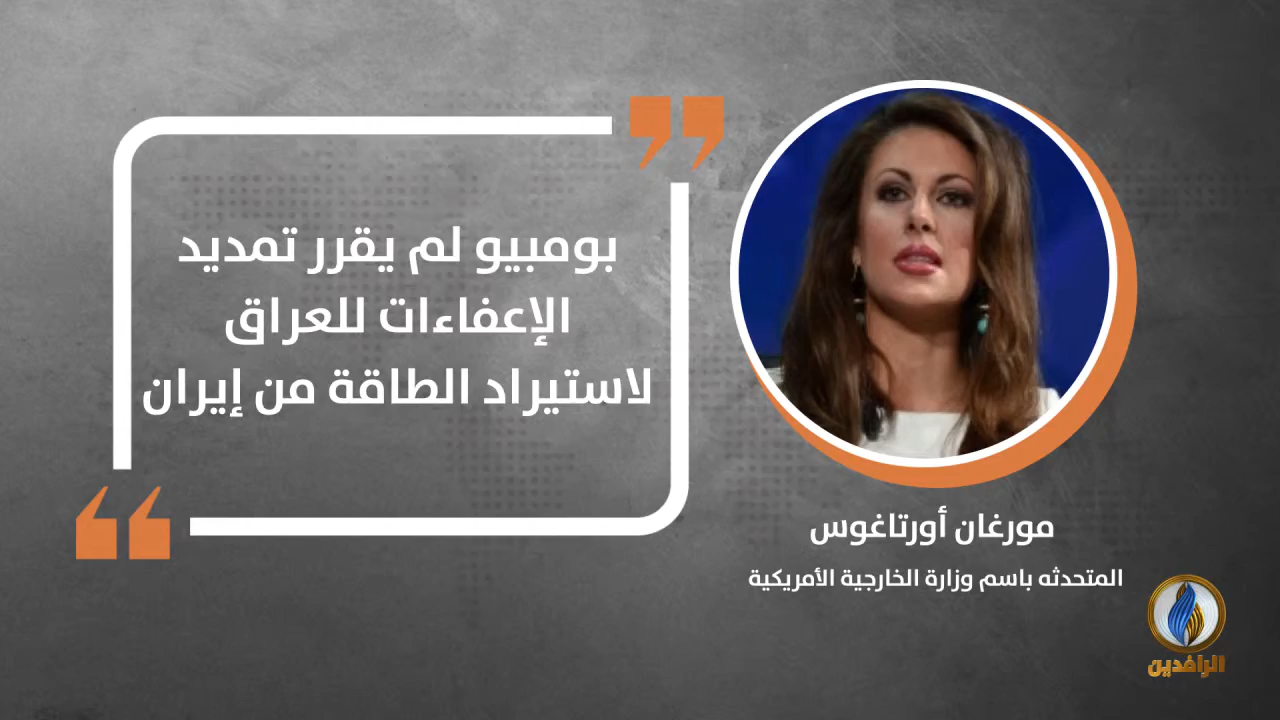 بومبيو لم يقرر تمديد
الإعفاءات للعراق
لاستيراد الطاقة من إيران
مورغان أورتاغوس
المتحدثه باسم وزارة الخارجية الأمريكية
الرافدين